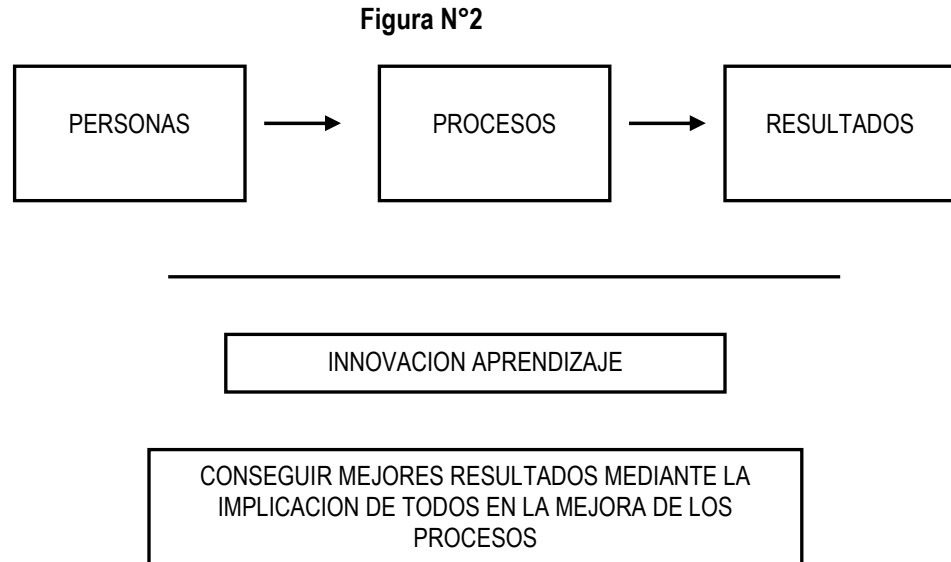 Figura N°2
PERSONAS
PROCESOS
RESULTADOS
INNOVACION APRENDIZAJE
CONSEGUIR MEJORES RESULTADOS MEDIANTE LA
IMPLICACION DE TODOS EN LA MEJORA DE LOS
PROCESOS